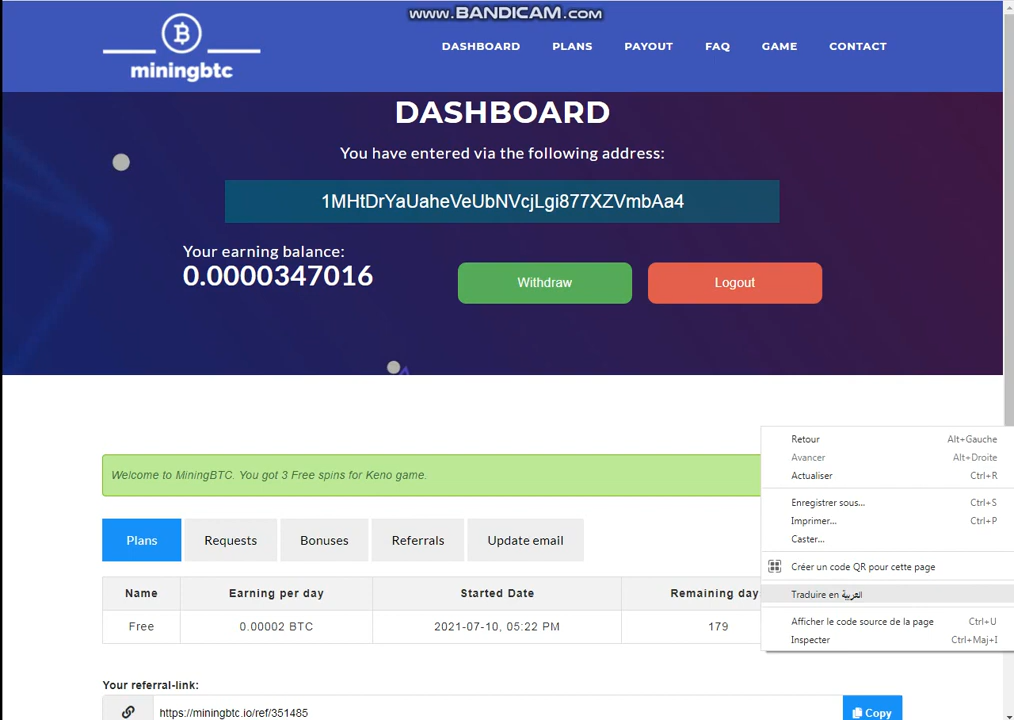 www.BANDICAM.com
miningbtc
DASHBOARD PLANS PAYOUT FAQ GAME CONTACT
DASHBOARD
You have entered via the following address:
1MHtDrYaUaheVeUbNVcjLgi877XZVmbAa4
Your earning balance:
0.0000347016
Withdraw Logout
Welcome to MiningBTC. You got 3 Free spins for Keno game.
Plans Requests Bonuses Referrals Update email
Name Earning per day Started Date Remaining day
Free 0.00002 BTC 2021-07-10, 05:22 PM 179
Your referral-link:
https://miningbtc.io/ref/351485 Copy
Retour Alt+Gauche
Avancer Alt+Droite
Actualiser Ctrl+R
Enregistrer sous... Ctrl+S
Imprimer... Ctrl+P
Caster...
Créer un code QR pour cette page
Traduire en العربية
Afficher le code source de la page Ctrl+U
Inspecter Ctrl+Maj+I